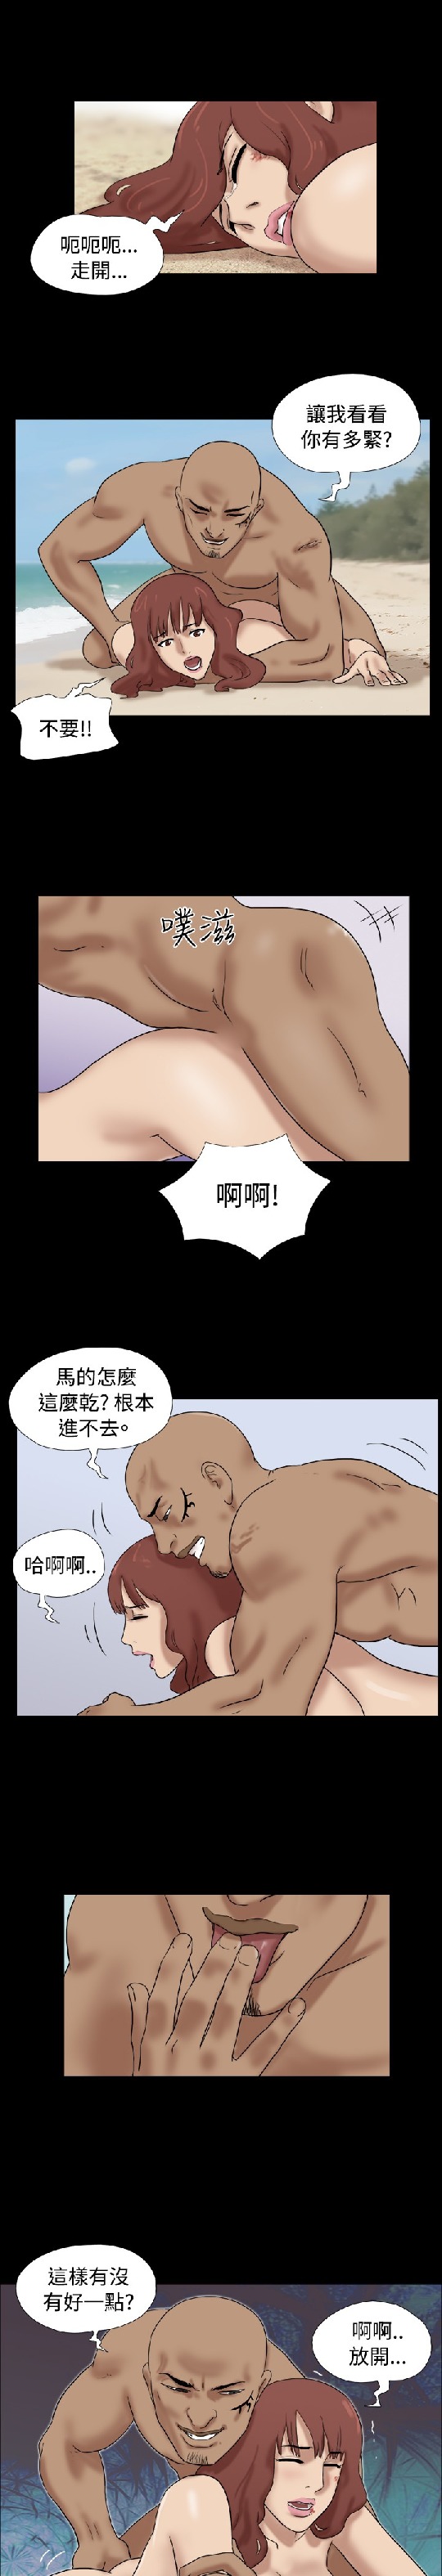 呃呃呃...
走開...
讓我看看
你有多緊?
不要!!
噗滋
啊啊!
馬的怎麼
這麼乾?根本
進不去。
哈啊啊..
這樣有沒
有好一點?
啊啊..
放開...